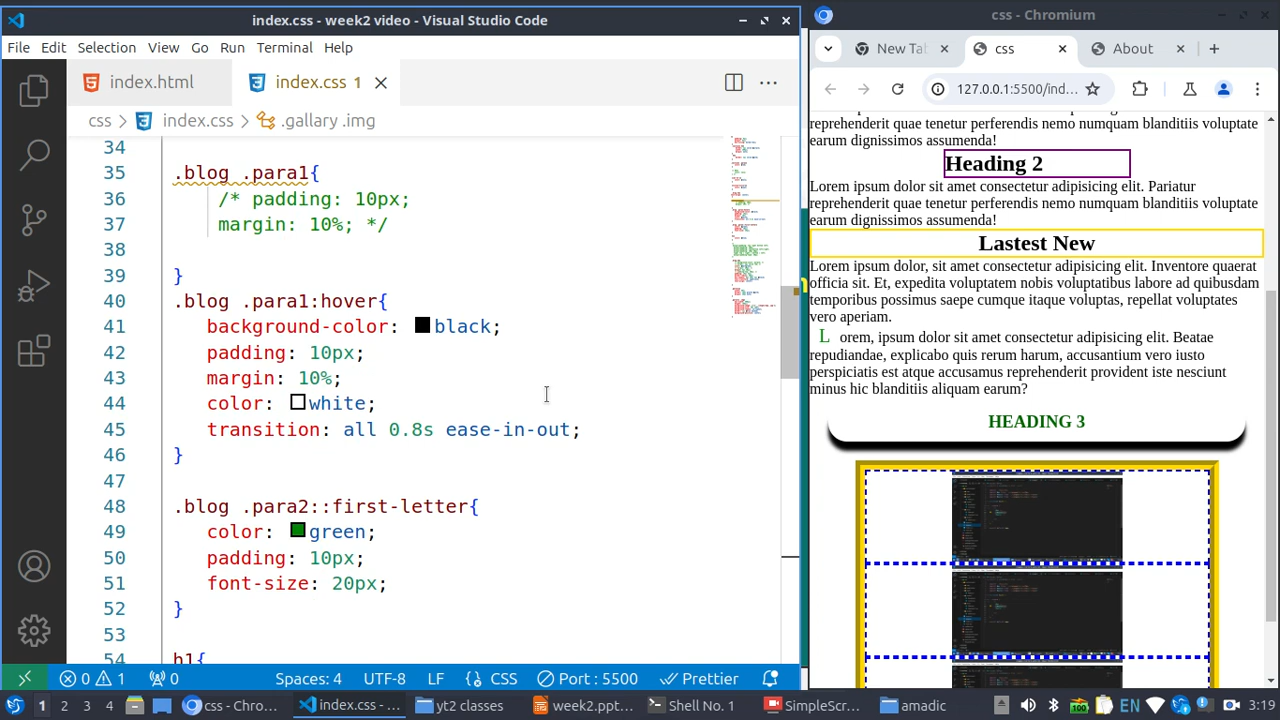 index.css - week2 video - Visual Studio Code
File Edit Selection View Go Run Terminal Help
index.html index.css 1
css > index.css > .gallary .img
34
35 .blog .para1{
36 /* padding: 10px;
37 margin: 10%; */
38
39 }
40 .blog .para1:hover{
41 background-color: black;
42 padding: 10px;
43 margin: 10%;
44 color: white;
45 transition: all 0.8s ease-in-out;
46 }
47
48 .blog .para2::first-letter{
49 color: green;
50 padding: 10px;
51 font-size: 20px;
52 }
53
54 h1{
0 1 0 Spaces: 4 UTF-8 LF CSS Port : 5500 Prettier
css - Chromium
New Tab css About
127.0.0.1:5500/ind...
reprehenderit quae tenetur perferendis nemo numquam blanditiis voluptate
earum dignissimos assumenda!
Heading 2
Lorem ipsum dolor sit amet consectetur adipisicing elit. Pariatur
reprehenderit quae tenetur perferendis nemo numquam blanditiis voluptate
earum dignissimos assumenda!
Lastest New
Lorem ipsum dolor, sit amet consectetur adipisicing elit. Inventore quaerat
officia sit. Et, expedita voluptatem nobis voluptatibus laborum ad quibusdam
temporibus possimus saepe cumque itaque volumus, repellat voluptates
vero aperiam.
L orem, ipsum dolor sit amet consectetur adipisicing elit. Beatae
repudiandae, explicabo quis rerum harum, accusantium vero iusto
perspiciatis est atque accusamus reprehenderit provident iste nesciunt
minus hic blanditiis aliquam earum?
HEADING 3
1 2 3 4 css - Chro... index.css -... yt2 classes week2.ppt... Shell No. 1 SimpleScr... amadic 100 EN 3:19